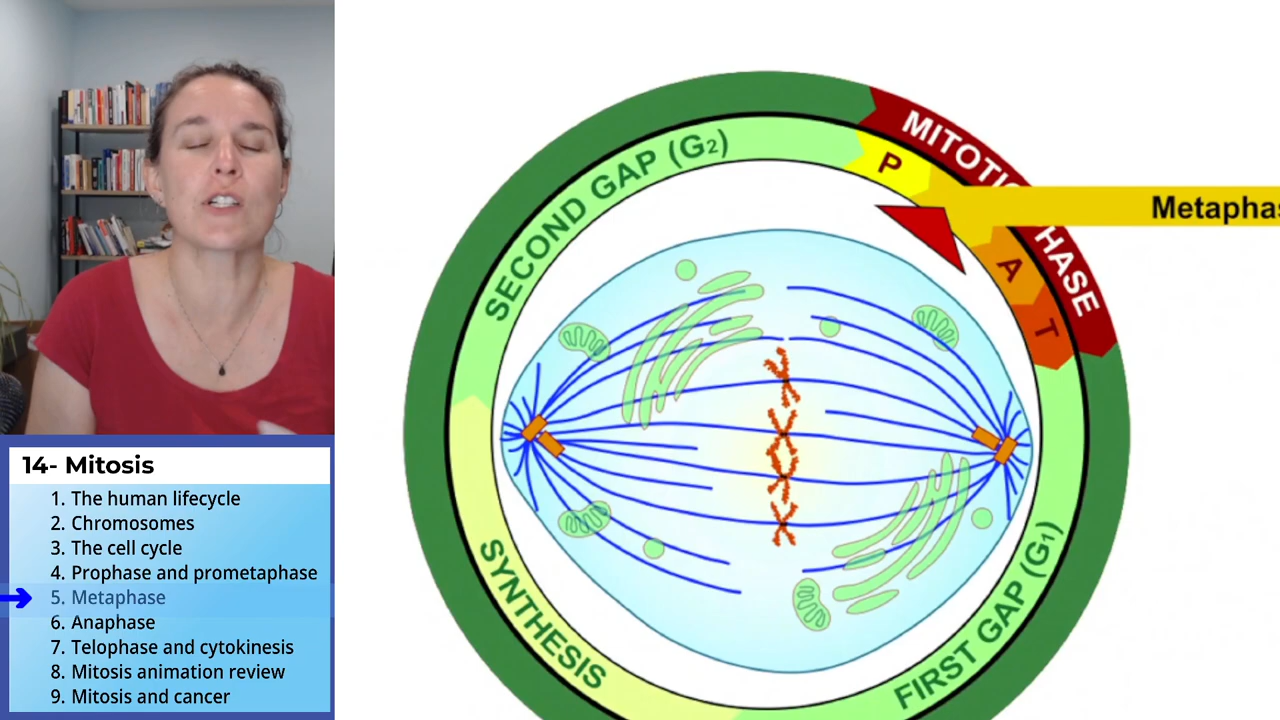 14- Mitosis
1. The human lifecycle
2. Chromosomes
3. The cell cycle
4. Prophase and prometaphase
5. Metaphase
6. Anaphase
7. Telophase and cytokinesis
8. Mitosis animation review
9. Mitosis and cancer
SECOND GAP (G₂)
P
MITOTIC
PHASE
Metaphas
A
T
SYNTHESIS
FIRST GAP (G₁)